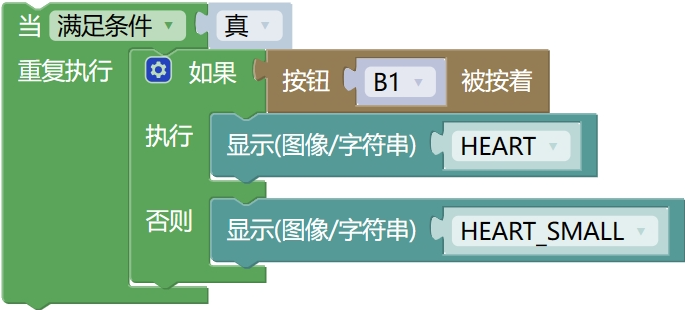 当 满足条件 真
重复执行 如果 按钮 B1 被按着
执行 显示(图像/字符串) HEART
否则 显示(图像/字符串) HEART_SMALL